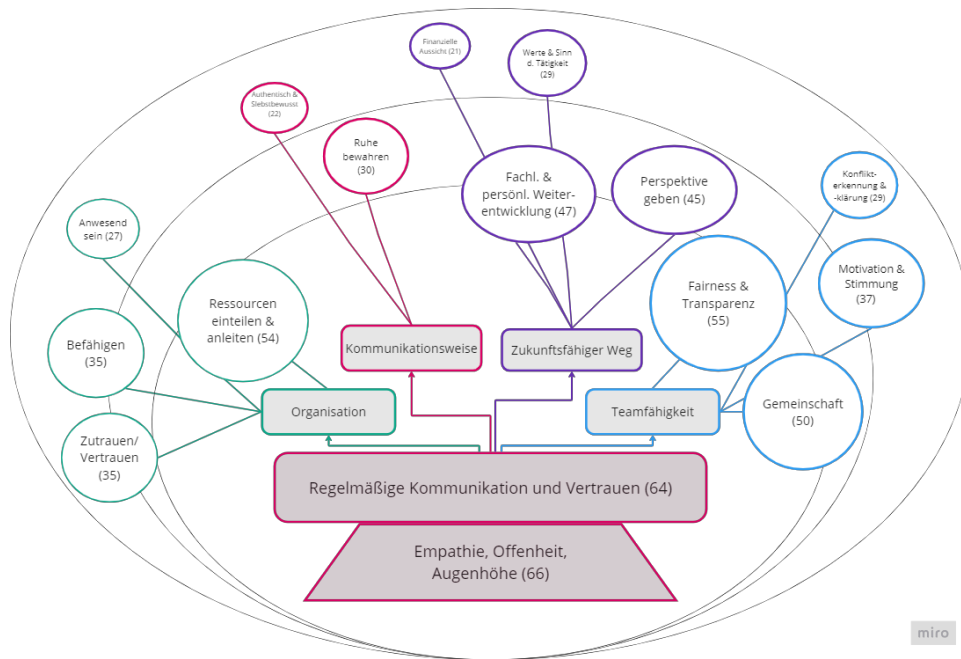 Finanzielle
Aussicht (21)
Werte & Sinn
d. Tätigkeit
(29)
Authentisch &
Slebstbewusst
(22)
Ruhe
bewahren
(30)
Fachl. &
persönl. Weiter-
entwicklung (47)
Perspektive
geben (45)
Konflikt-
erkennung &
-klärung (29)
Anwesend
sein (27)
Ressourcen
einteilen &
anleiten (54)
Fairness &
Transparenz
(55)
Motivation &
Stimmung
(37)
Befähigen
(35)
Kommunikationsweise
Zukunftsfähiger Weg
Organisation
Teamfähigkeit
Gemeinschaft
(50)
Zutrauen/
Vertrauen
(35)
Regelmäßige Kommunikation und Vertrauen (64)
Empathie, Offenheit,
Augenhöhe (66)
miro